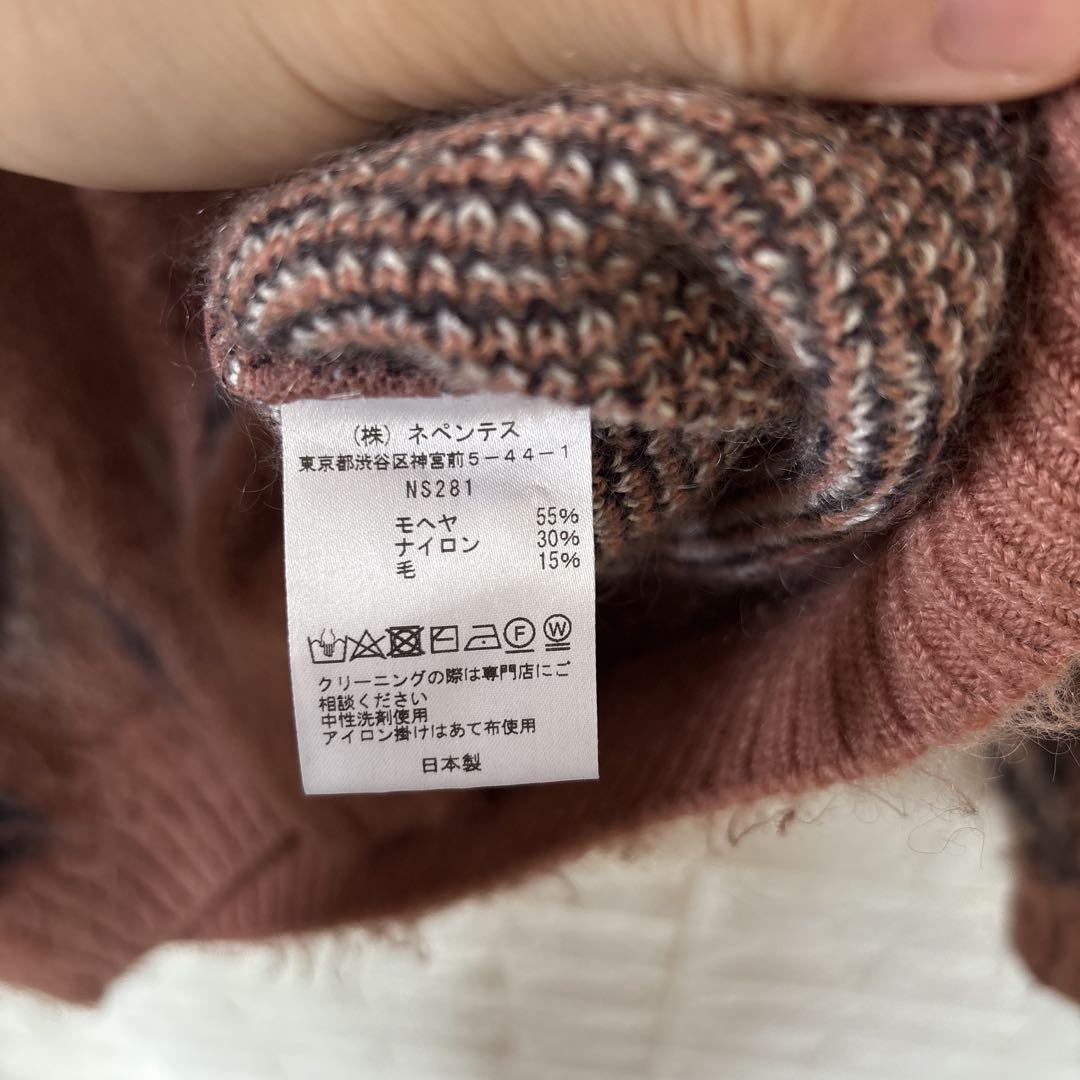 （株）ネペンテス
東京都渋谷区神宮前５－４４－１
NS281
モヘヤ 55%
ナイロン 30%
毛 15%
F W
クリーニングの際は専門店にご
相談ください
中性洗剤使用
アイロン掛けはあて布使用
日本製